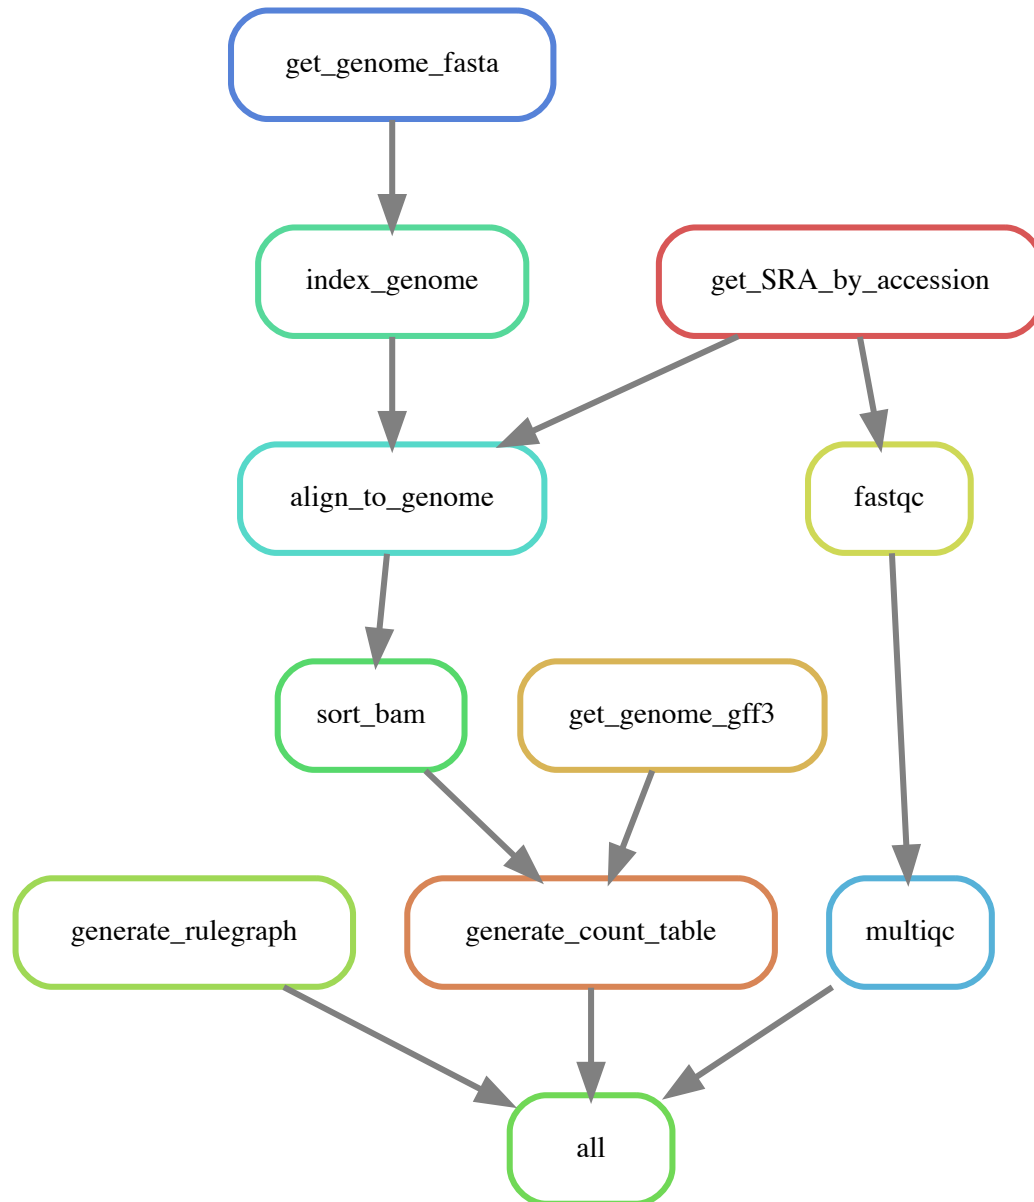 get_genome_fasta
index_genome
get_SRA_by_accession
align_to_genome
fastqc
sort_bam
get_genome_gff3
generate_rulegraph
generate_count_table
multiqc
all